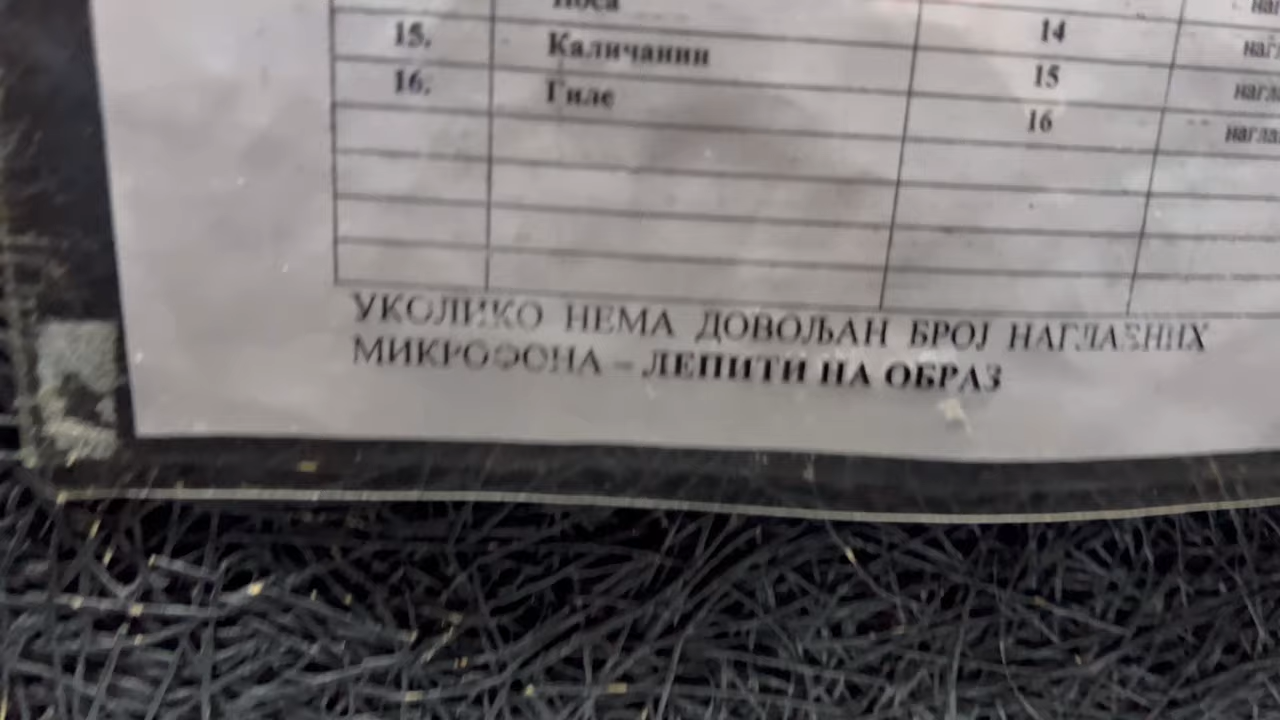 14
15. Каличанин 15
16. Гиле 16
УКОЛИКО НЕМА ДОВОЉАН БРОЈ НАГЛАВНИХ
МИКРОФОНА – ЛЕПИТИ НА ОБРАЗ